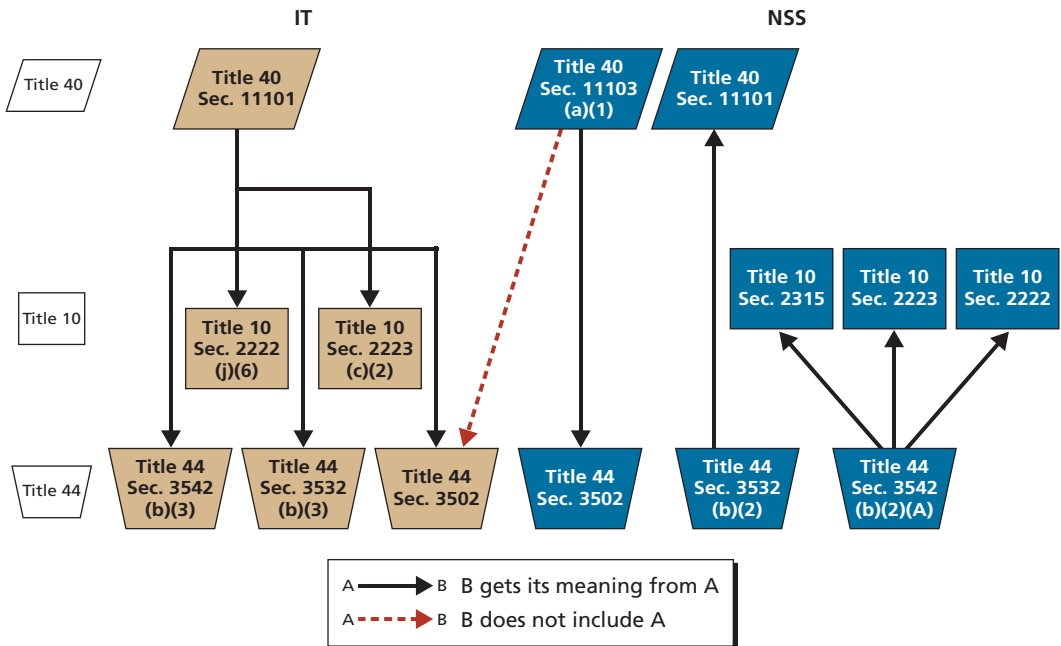 IT
NSS
Title 40
Title 40
Sec. 11101
Title 40
Sec. 11103
(a)(1)
Title 40
Sec. 11101
Title 10
Title 10
Sec. 2222
(j)(6)
Title 10
Sec. 2223
(c)(2)
Title 10
Sec. 2315
Title 10
Sec. 2223
Title 10
Sec. 2222
Title 44
Title 44
Sec. 3542
(b)(3)
Title 44
Sec. 3532
(b)(3)
Title 44
Sec. 3502
Title 44
Sec. 3502
Title 44
Sec. 3532
(b)(2)
Title 44
Sec. 3542
(b)(2)(A)
A B B gets its meaning from A
A B B does not include A